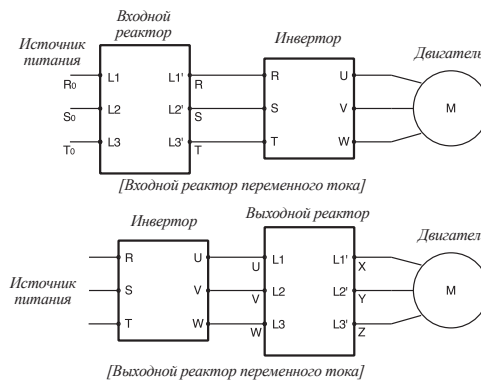 Входной
реактор
Источник
питания
Инвертор
Двигатель
R0 L1 L1' R R U
S0 L2 L2' S S V M
T0 L3 L3' T T W
[Входной реактор переменного тока]
Выходной реактор
Инвертор
Двигатель
Источник
питания
R U U L1 L1' X
S V V L2 L2' Y M
T W W L3 L3' Z
[Выходной реактор переменного тока]